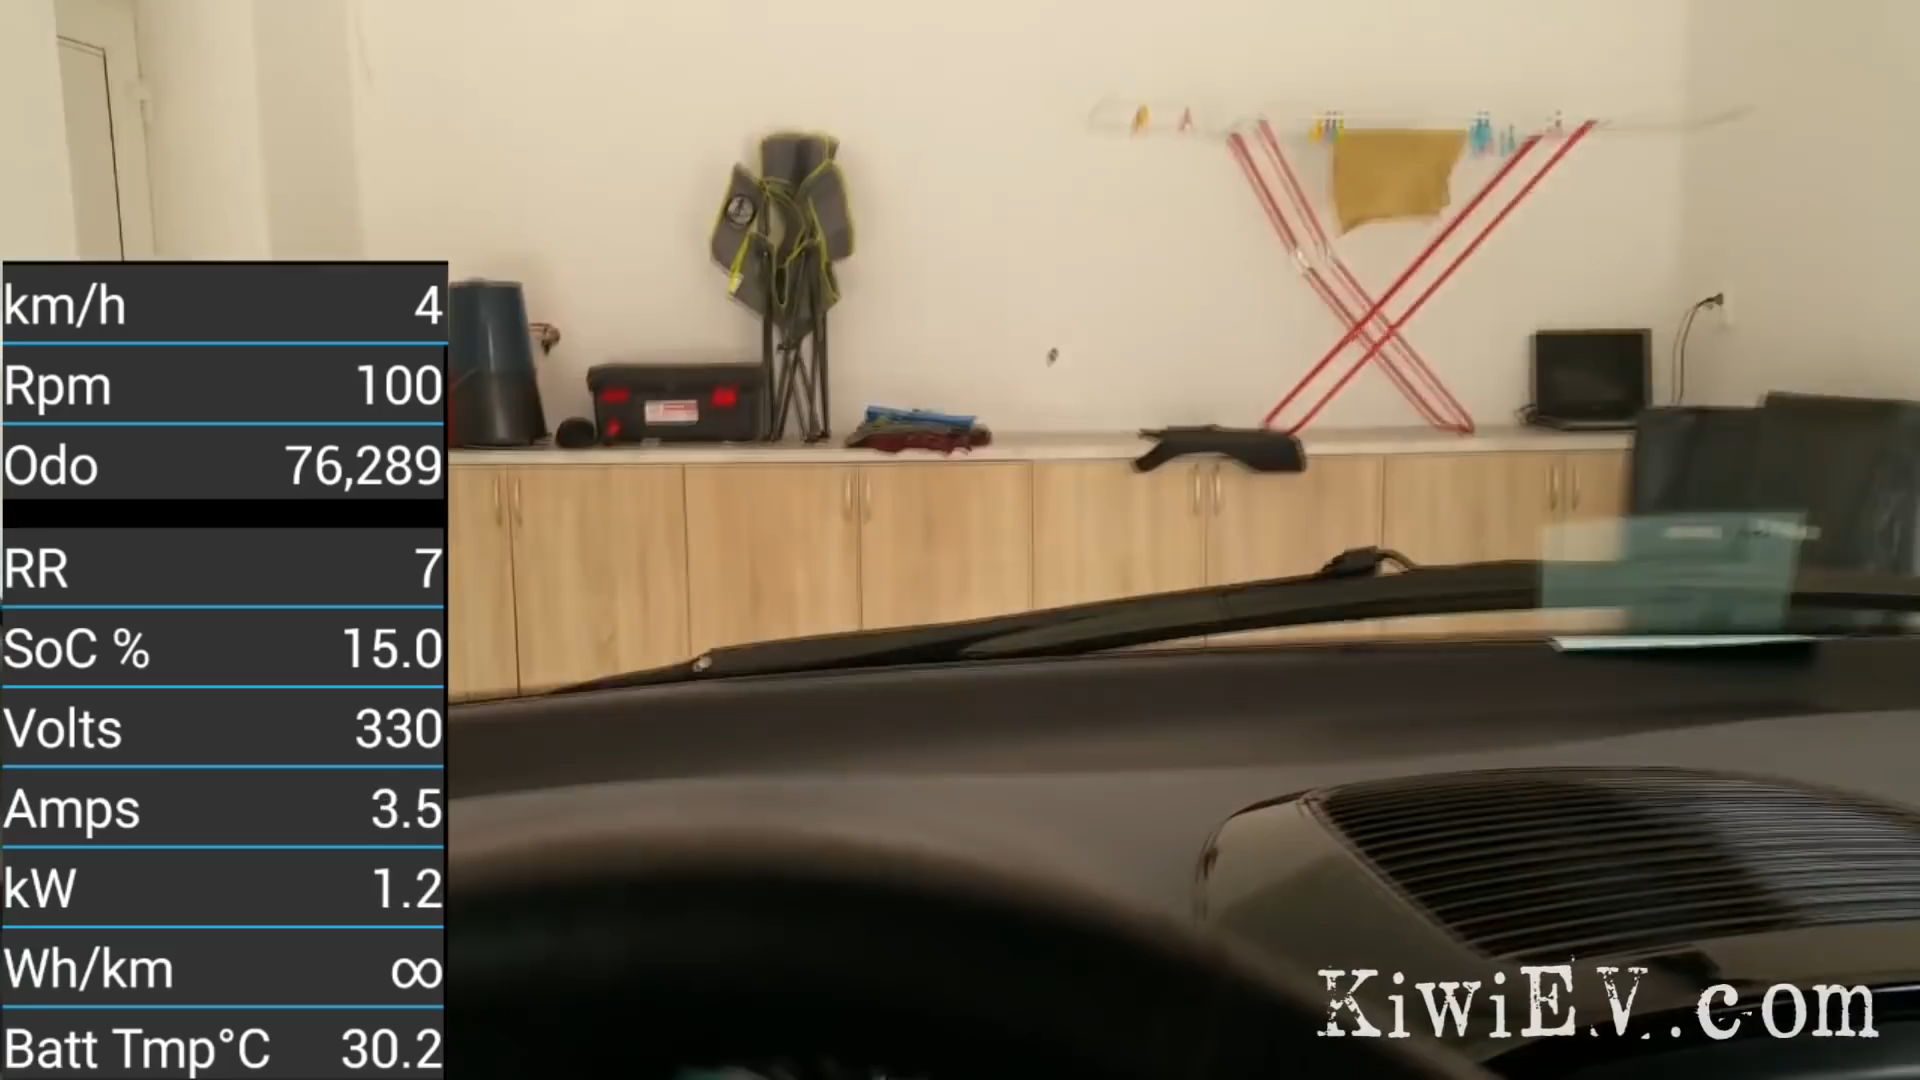 km/h 4
Rpm 100
Odo 76,289
RR 7
SoC % 15.0
Volts 330
Amps 3.5
kW 1.2
Wh/km ∞
Batt Tmp°C 30.2
KiwiEV.com